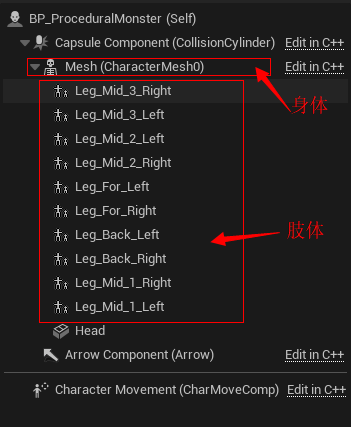 BP_ProceduralMonster (Self)
Capsule Component (CollisionCylinder) Edit in C++
Mesh (CharacterMesh0) Edit in C++
Leg_Mid_3_Right
身体
Leg_Mid_3_Left
Leg_Mid_2_Left
Leg_Mid_2_Right
Leg_For_Left
Leg_For_Right
Leg_Back_Left
肢体
Leg_Back_Right
Leg_Mid_1_Right
Leg_Mid_1_Left
Head
Arrow Component (Arrow) Edit in C++
Character Movement (CharMoveComp) Edit in C++